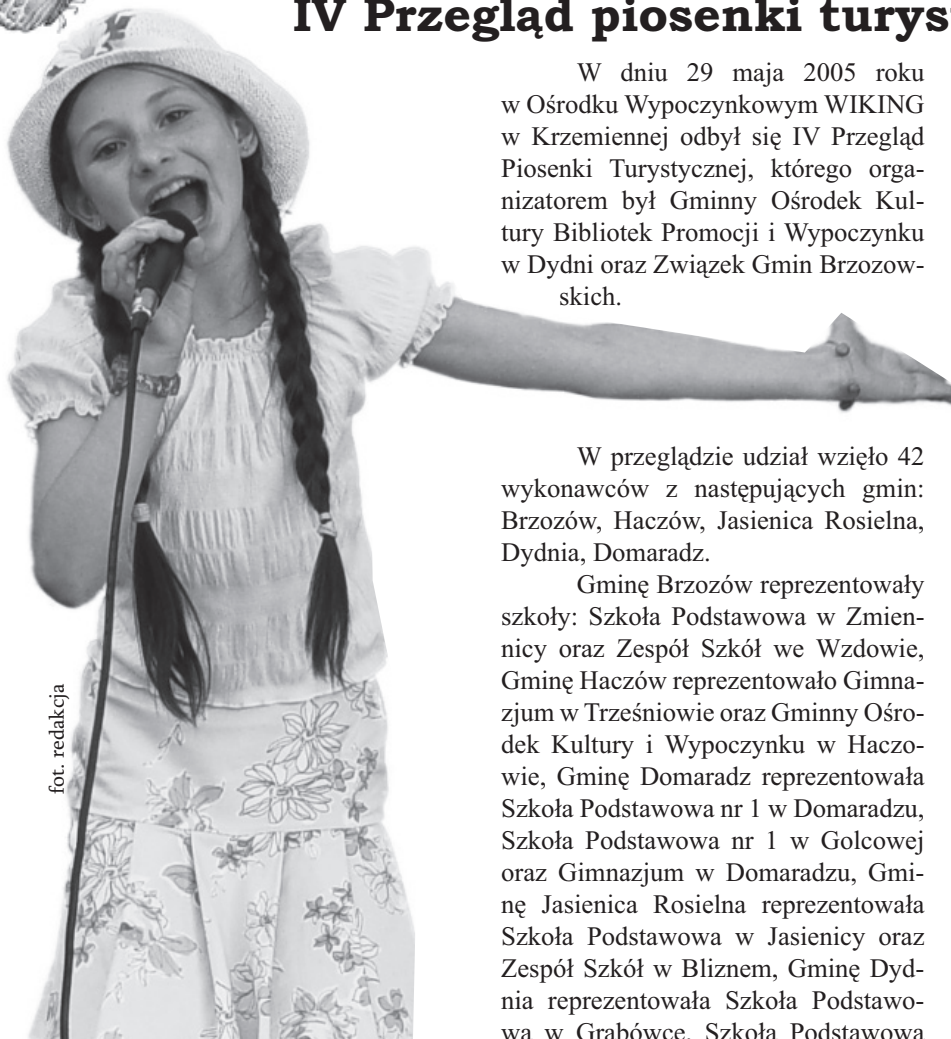 IV Przegląd piosenki turys
W dniu 29 maja 2005 roku
w Ośrodku Wypoczynkowym WIKING
w Krzemiennej odbył się IV Przegląd
Piosenki Turystycznej, którego orga-
nizatorem był Gminny Ośrodek Kul-
tury Bibliotek Promocji i Wypoczynku
w Dydni oraz Związek Gmin Brzozow-
skich.
W przeglądzie udział wzięło 42
wykonawców z następujących gmin:
Brzozów, Haczów, Jasienica Rosielna,
Dydnia, Domaradz.
Gminę Brzozów reprezentowały
szkoły: Szkoła Podstawowa w Zmien-
nicy oraz Zespół Szkół we Wzdowie,
Gminę Haczów reprezentowało Gimna-
zjum w Trześniowie oraz Gminny Ośro-
dek Kultury i Wypoczynku w Haczo-
wie, Gminę Domaradz reprezentowała
Szkoła Podstawowa nr 1 w Domaradzu,
Szkoła Podstawowa nr 1 w Golcowej
oraz Gimnazjum w Domaradzu, Gmi-
nę Jasienica Rosielna reprezentowała
Szkoła Podstawowa w Jasienicy oraz
Zespół Szkół w Bliznem, Gminę Dyd-
nia reprezentowała Szkoła Podstawo-
wa w Grabówce, Szkoła Podstawowa
fot. redakcja